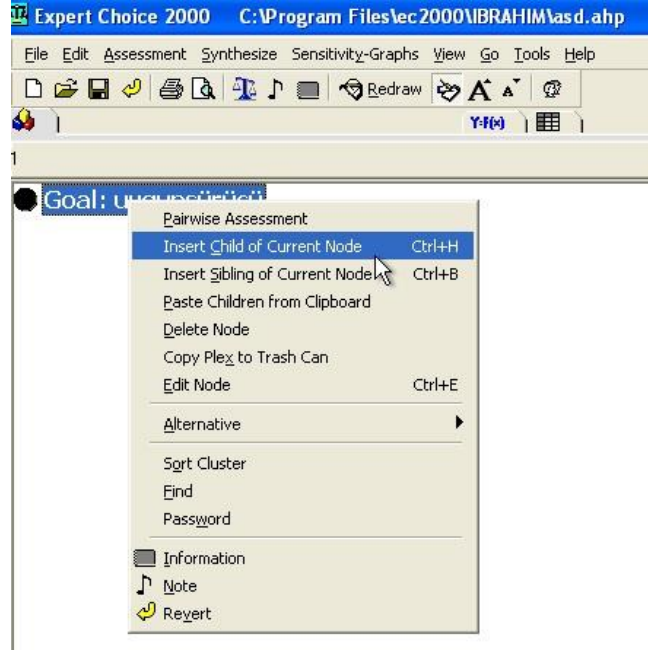 Expert Choice 2000 C:\Program Files\ec2000\IBRAHIM\asd.ahp
File Edit Assessment Synthesize Sensitivity-Graphs View Go Tools Help
Redraw A A
Y=F(x)
1
Goal:
Pairwise Assessment
Insert Child of Current Node Ctrl+H
Insert Sibling of Current Node Ctrl+B
Paste Children from Clipboard
Delete Node
Copy Plex to Trash Can
Edit Node Ctrl+E
Alternative
Sort Cluster
Find
Password
Information
Note
Revert